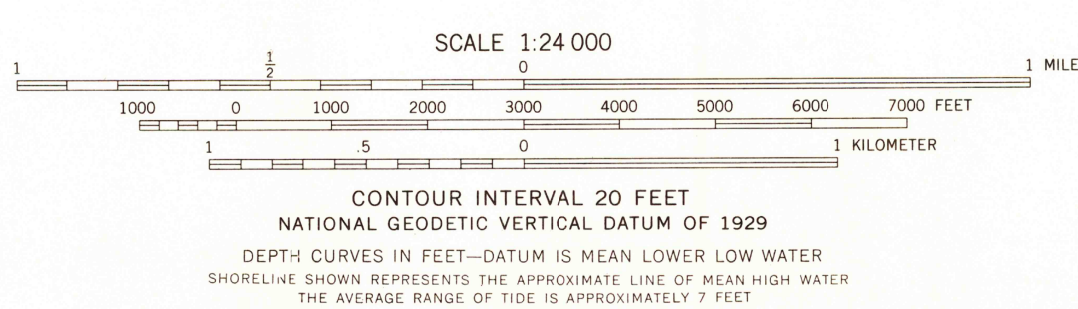 SCALE 1:24 000
1 1/2 0 1 MILE
1000 0 1000 2000 3000 4000 5000 6000 7000 FEET
1 .5 0 1 KILOMETER
CONTOUR INTERVAL 20 FEET
NATIONAL GEODETIC VERTICAL DATUM OF 1929
DEPTH CURVES IN FEET—DATUM IS MEAN LOWER LOW WATER
SHORELINE SHOWN REPRESENTS THE APPROXIMATE LINE OF MEAN HIGH WATER
THE AVERAGE RANGE OF TIDE IS APPROXIMATELY 7 FEET